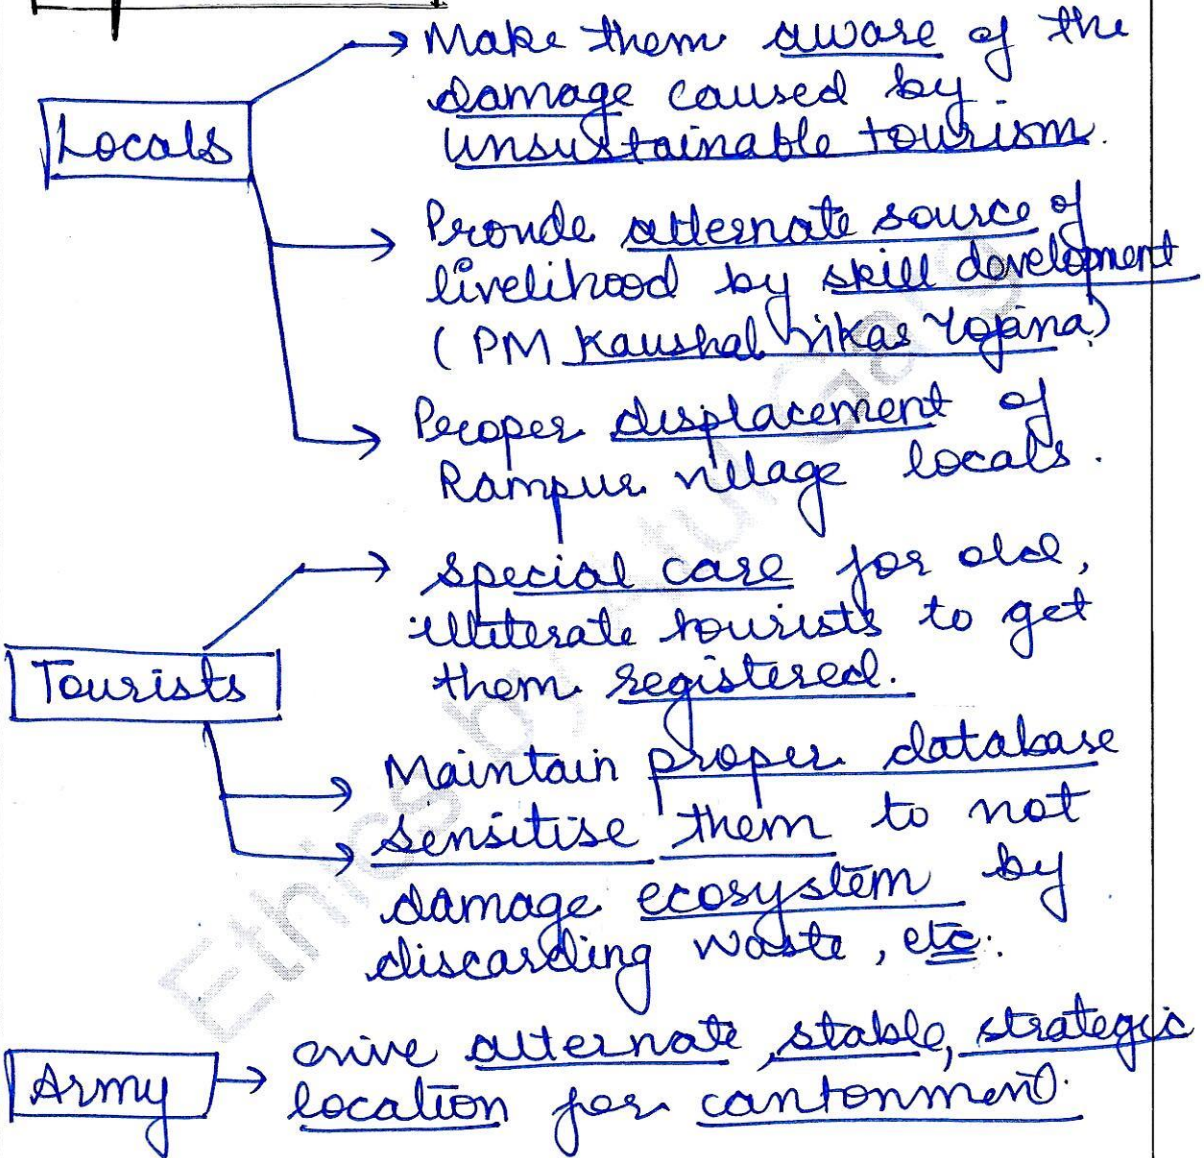 Locals
→ Make them aware of the
damage caused by
unsustainable tourism.
→ Provide alternate source of
livelihood by skill development
(PM Kaushal Vikas Yojana)
→ Proper displacement of
Rampur village locals.
Tourists
→ special care for old,
illiterate tourists to get
them registered.
→ Maintain proper database
→ sensitise them to not
damage ecosystem by
discarding waste, etc.
Army
→ Give alternate, stable, strategic
location for cantonment.